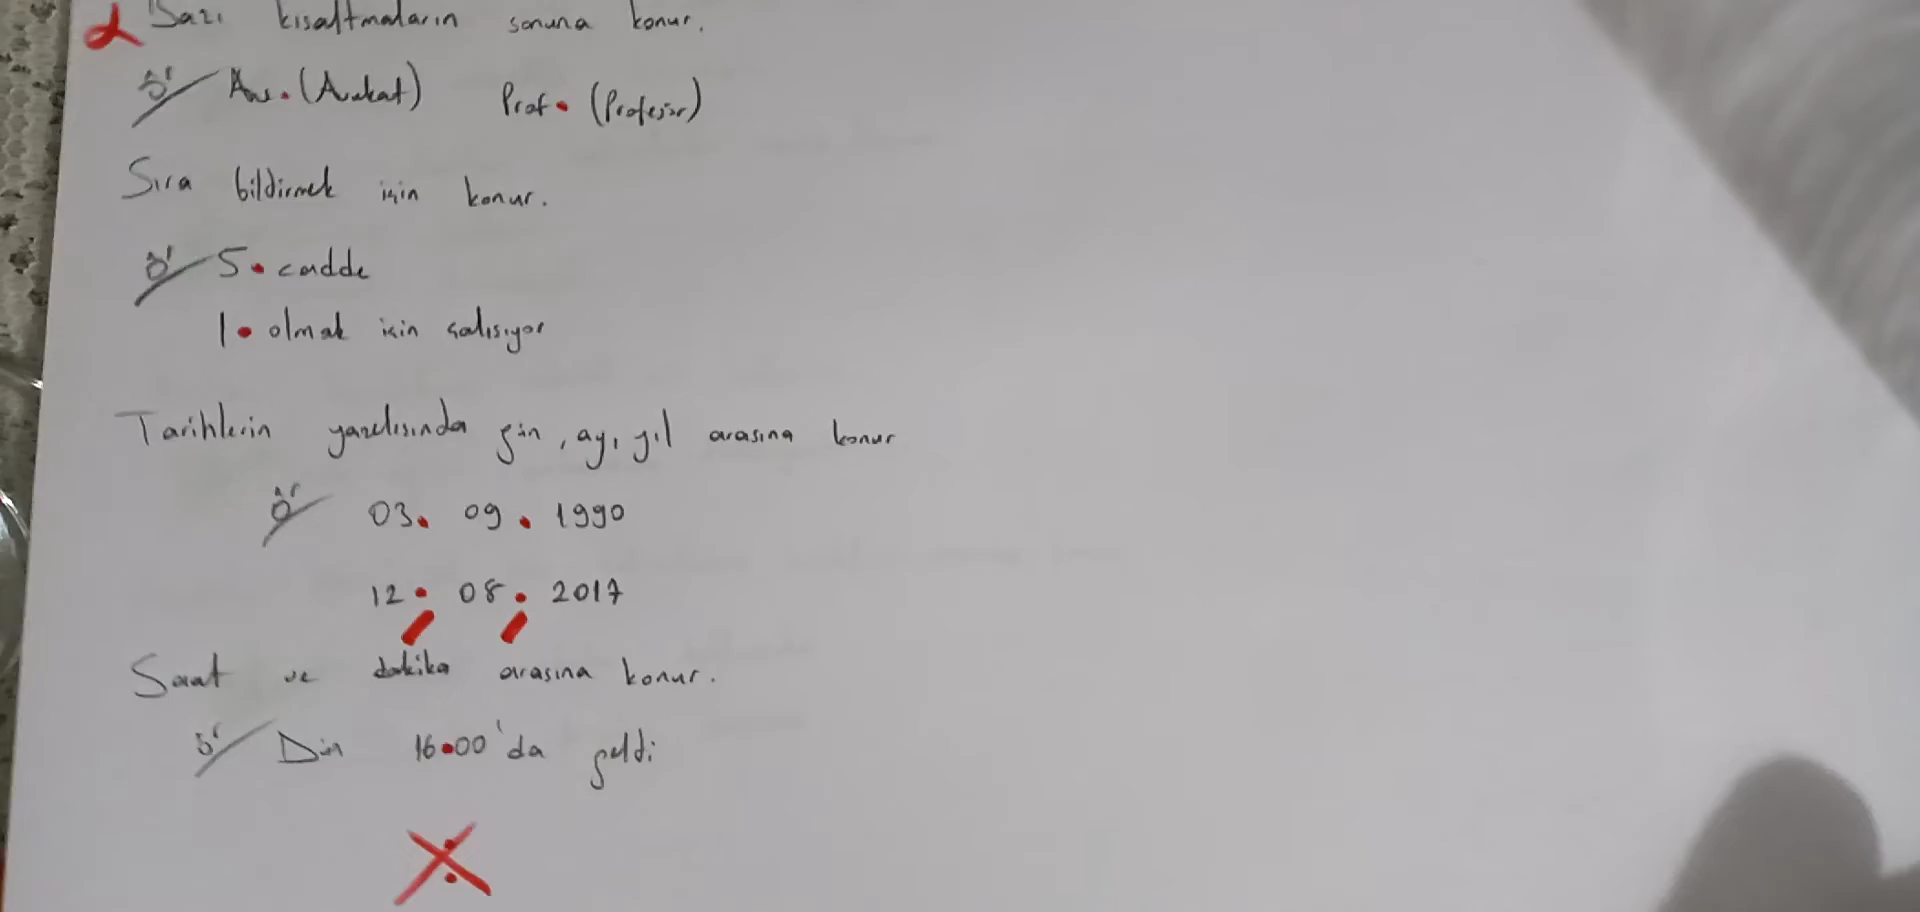 Bazı kısaltmaların sonuna konur.
Ör Av. (Avukat) Prof. (Profesör)
Sıra bildirmek için konur.
Ör 5. cadde
1. olmak için çalışıyor
Tarihlerin yazılışında gün, ay, yıl arasına konur
Ör 03. 09. 1990
12. 08. 2017
Saat ve dakika arasına konur.
Ör Dün 16.00'da geldi